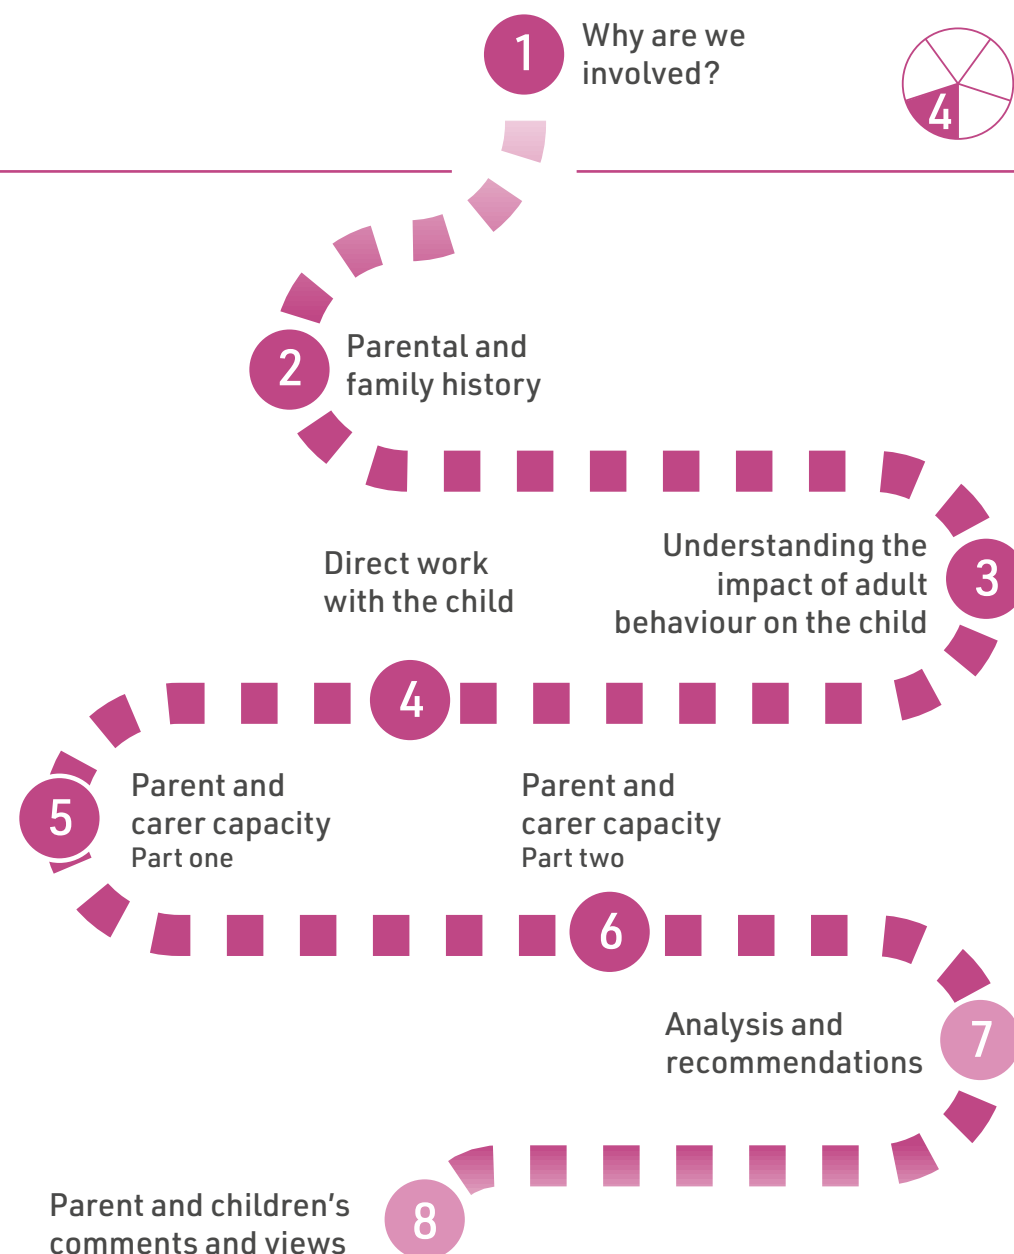 1
Why are we
involved?
4
2
Parental and
family history
Direct work
with the child
Understanding the
impact of adult
behaviour on the child
3
4
5
Parent and
carer capacity
Part one
Parent and
carer capacity
Part two
6
Analysis and
recommendations
7
Parent and children’s
comments and views
8